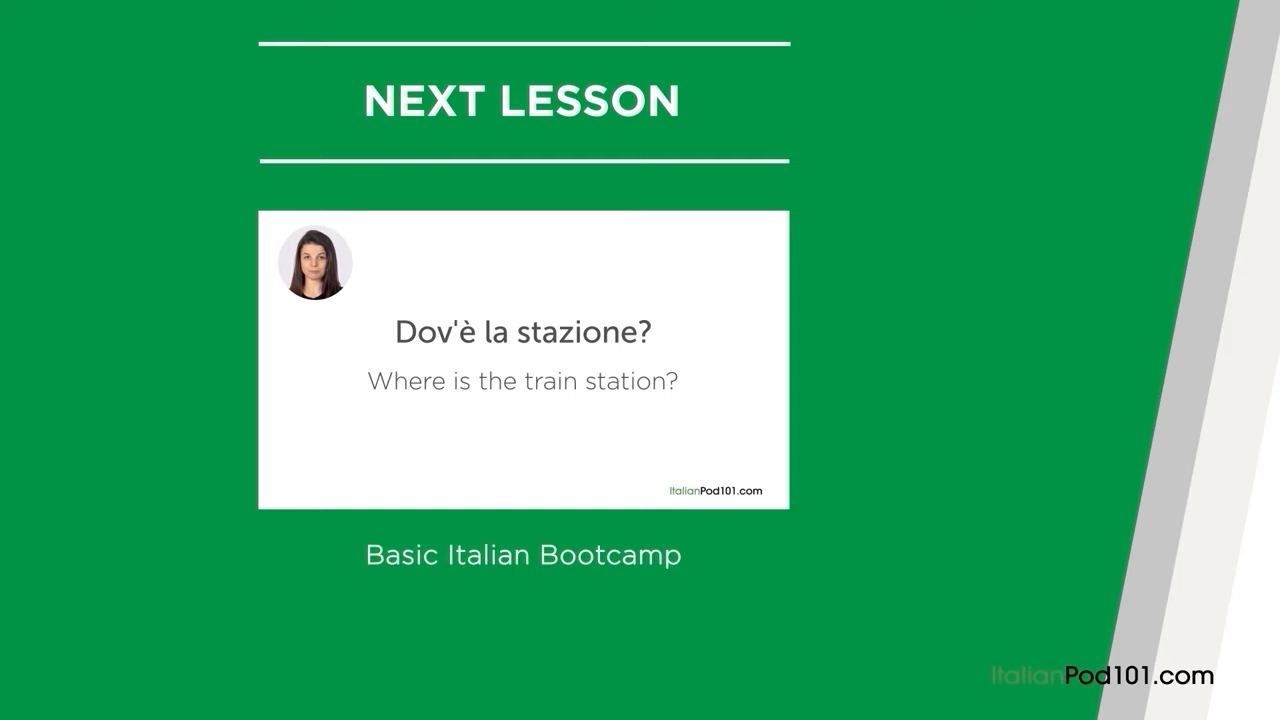 NEXT LESSON
Dov'è la stazione?
Where is the train station?
ItalianPod101.com
Basic Italian Bootcamp
ItalianPod101.com